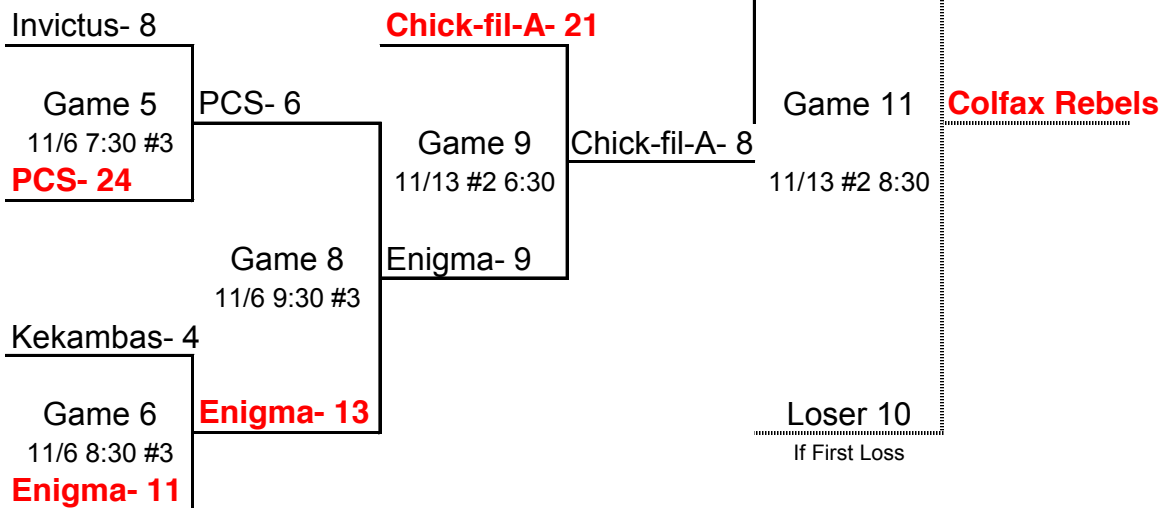 Invictus- 8
Chick-fil-A- 21
Game 5
PCS- 6
Game 11
Colfax Rebels
11/6 7:30 #3
Game 9
Chick-fil-A- 8
PCS- 24
11/13 #2 6:30
11/13 #2 8:30
Game 8
Enigma- 9
11/6 9:30 #3
Kekambas- 4
Game 6
Enigma- 13
Loser 10
11/6 8:30 #3
If First Loss
Enigma- 11